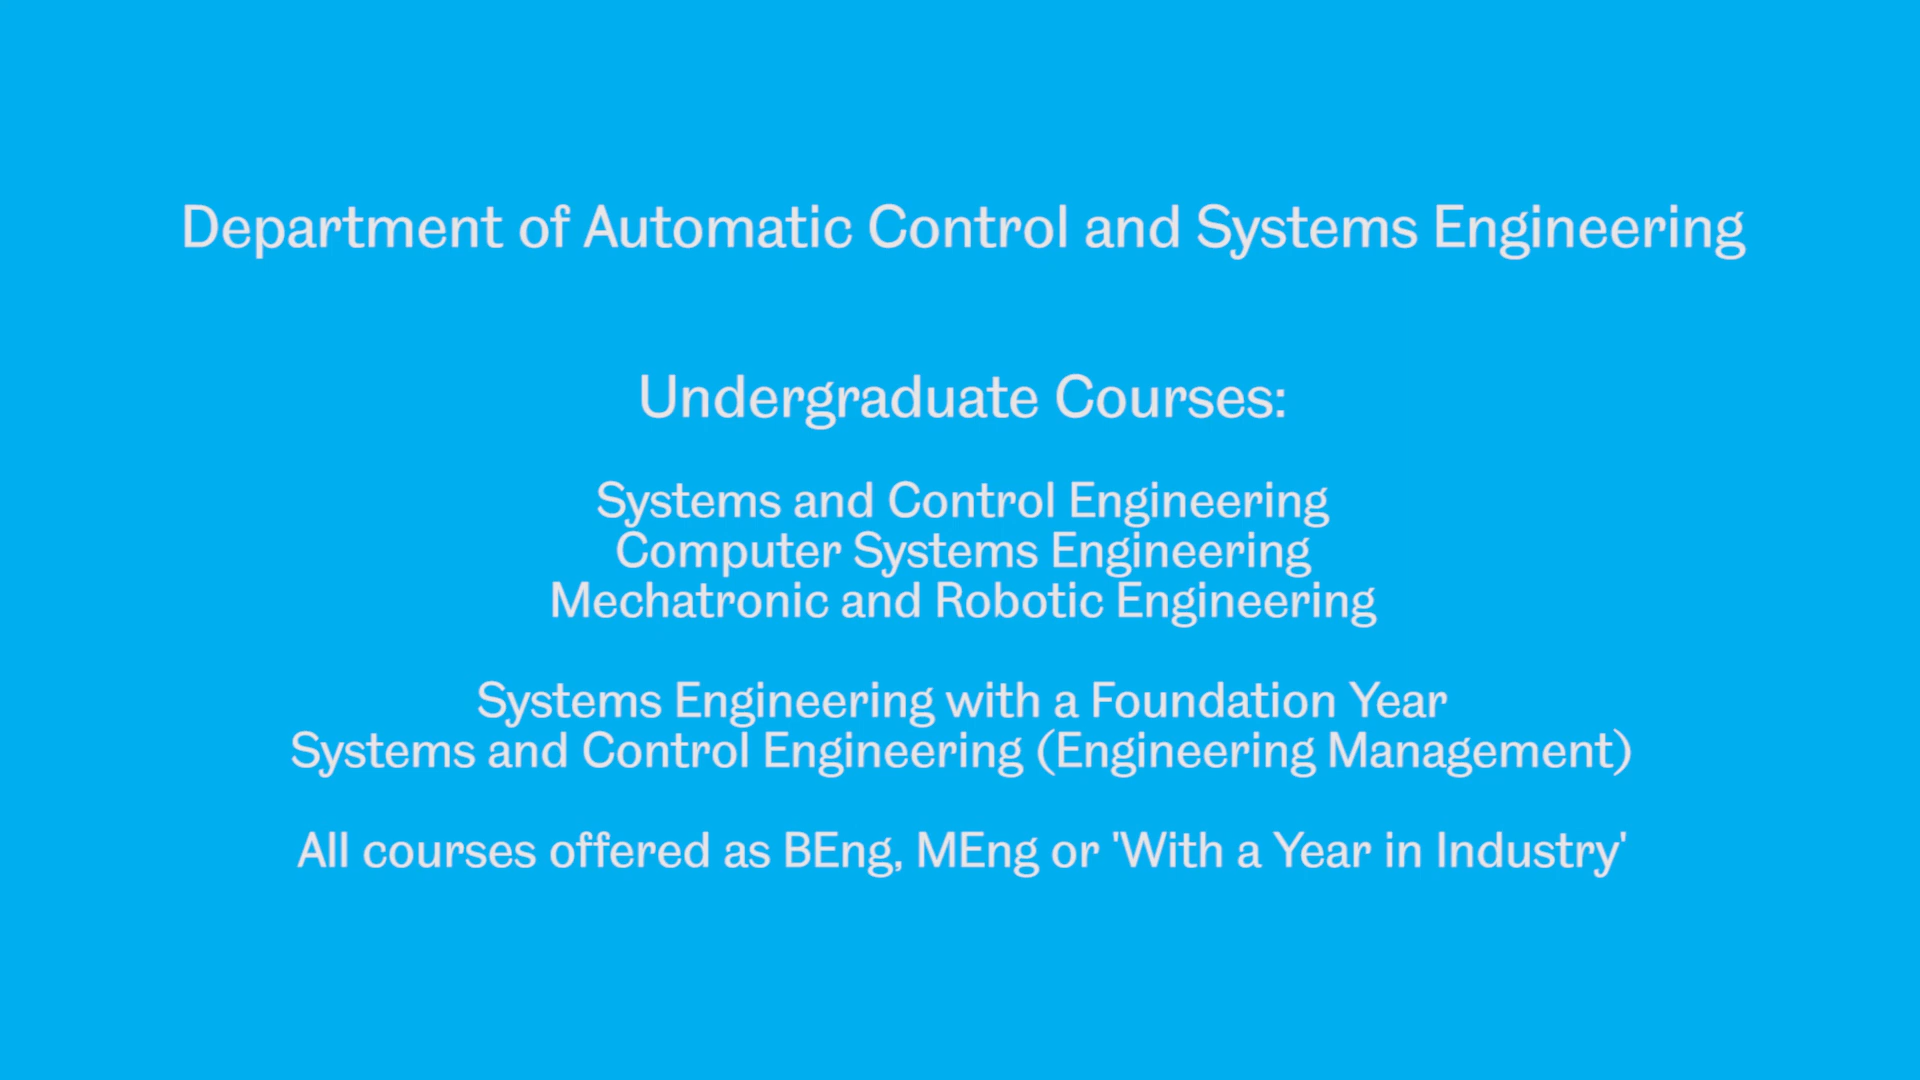 Department of Automatic Control and Systems Engineering
Undergraduate Courses:
Systems and Control Engineering
Computer Systems Engineering
Mechatronic and Robotic Engineering
Systems Engineering with a Foundation Year
Systems and Control Engineering (Engineering Management)
All courses offered as BEng, MEng or 'With a Year in Industry'